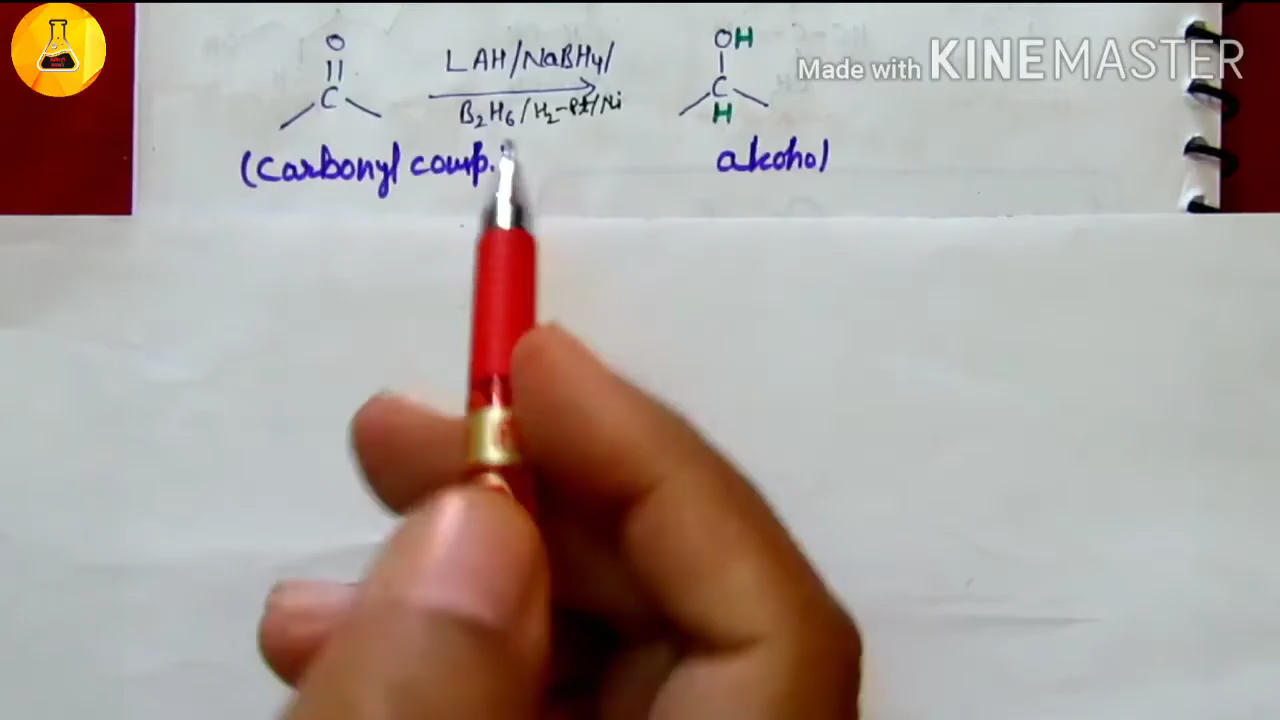 O
||
C
LAH/NaBH4/
B2H6/H2-Pt/Ni
OH
C
H
(carbonyl comp.
alcohol
Made with KINEMASTER